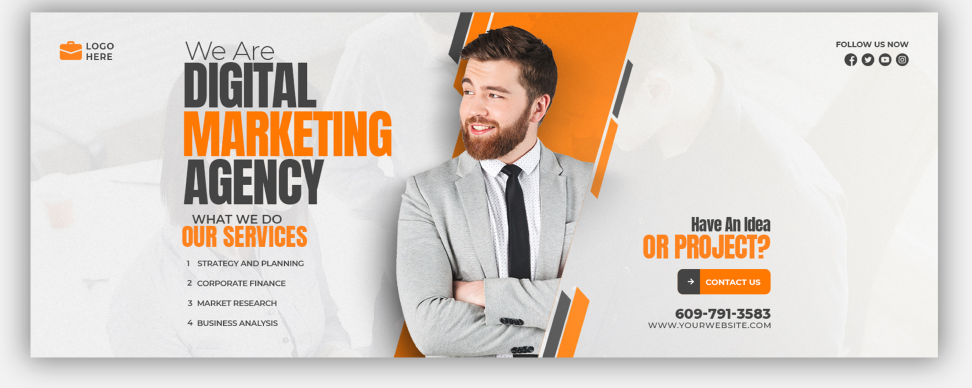 LOGO
HERE
We Are
DIGITAL
MARKETING
AGENCY
WHAT WE DO
OUR SERVICES
1 STRATEGY AND PLANNING
2 CORPORATE FINANCE
3 MARKET RESEARCH
4 BUSINESS ANALYSIS
FOLLOW US NOW
Have An Idea
OR PROJECT?
CONTACT US
609-791-3583
WWW.YOURWEBSITE.COM